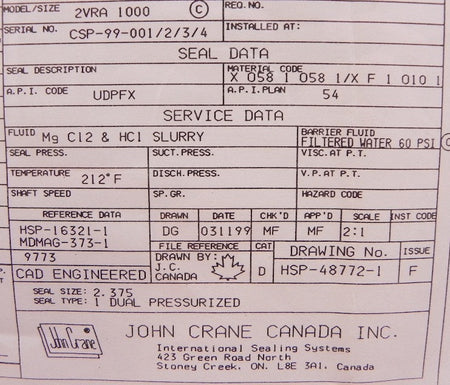 MODEL/SIZE 2VRA 1000 C REQ.NO.
SERIAL NO. CSP-99-001/2/3/4 INSTALLED AT:
SEAL DATA
SEAL DESCRIPTION MATERIAL CODE
X 058 1 058 1/X F 1 010 1
A.P.I. CODE UDPFX A.P.I.PLAN 54
SERVICE DATA
FLUID Mg C12 & HC1 SLURRY BARRIER FLUID
FILTERED WATER 60 PSI C
SEAL PRESS. SUCT.PRESS. VISC.AT P.T.
TEMPERATURE 212°F DISCH.PRESS. V.P.AT P.T.
SHAFT SPEED SP.GR. HAZARD CODE
REFERENCE DATA DRAWN DATE CHK'D APP'D SCALE INST CODE
HSP-16321-1 DG 031199 MF MF 2:1
MDMAG-373-1 FILE REFERENCE CAT DRAWING No. ISSUE
9773 DRAWN BY:
J.C.
CANADA D HSP-48772-1 F
CAD ENGINEERED
SEAL SIZE: 2.375
SEAL TYPE: 1 DUAL PRESSURIZED
John Crane
JOHN CRANE CANADA INC.
International Sealing Systems
423 Green Road North
Stoney Creek, ON. L8E 3A1, Canada